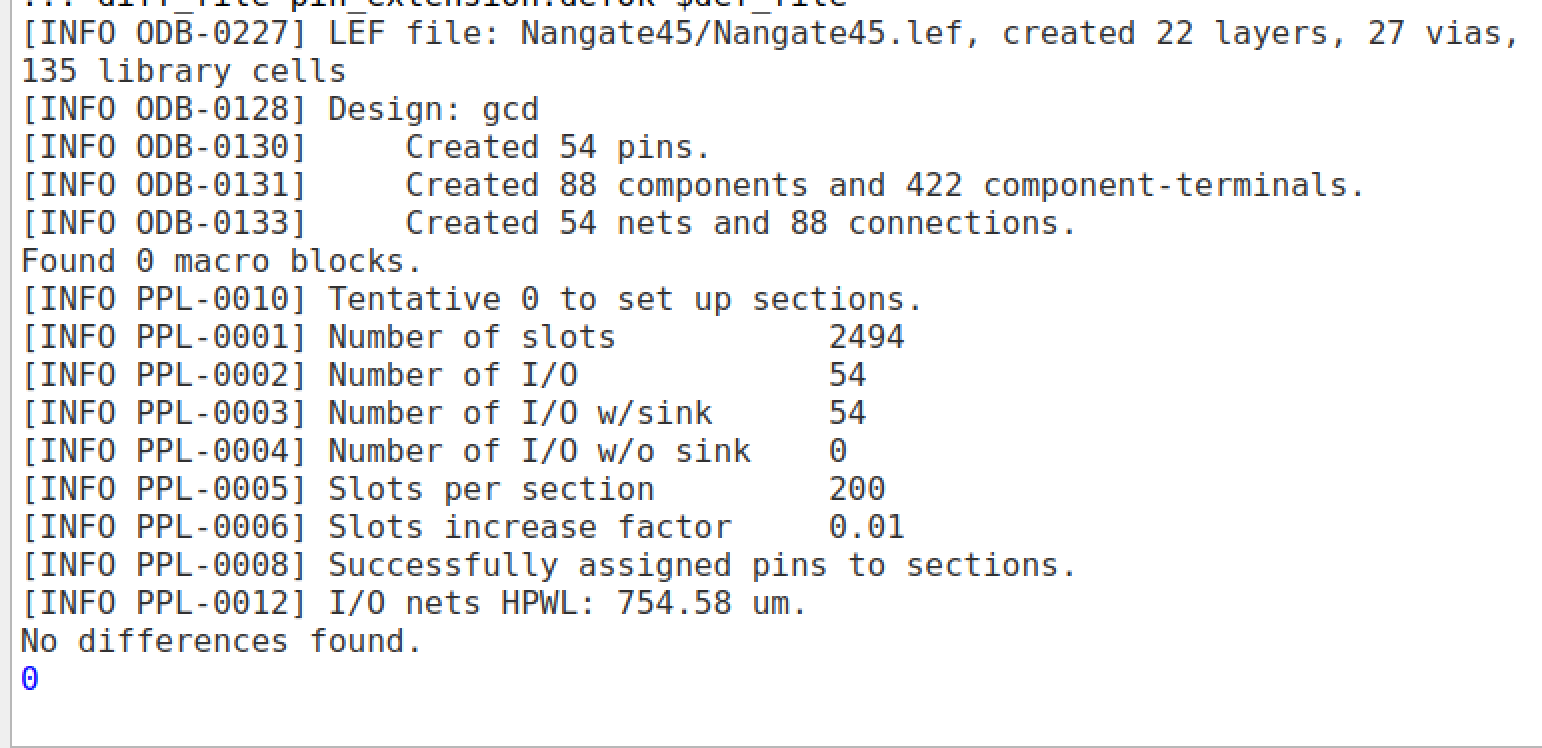 ... diff_file pin_extension.defok $def_file
[INFO ODB-0227] LEF file: Nangate45/Nangate45.lef, created 22 layers, 27 vias,
135 library cells
[INFO ODB-0128] Design: gcd
[INFO ODB-0130]     Created 54 pins.
[INFO ODB-0131]     Created 88 components and 422 component-terminals.
[INFO ODB-0133]     Created 54 nets and 88 connections.
Found 0 macro blocks.
[INFO PPL-0010] Tentative 0 to set up sections.
[INFO PPL-0001] Number of slots           2494
[INFO PPL-0002] Number of I/O             54
[INFO PPL-0003] Number of I/O w/sink      54
[INFO PPL-0004] Number of I/O w/o sink    0
[INFO PPL-0005] Slots per section         200
[INFO PPL-0006] Slots increase factor     0.01
[INFO PPL-0008] Successfully assigned pins to sections.
[INFO PPL-0012] I/O nets HPWL: 754.58 um.
No differences found.
0